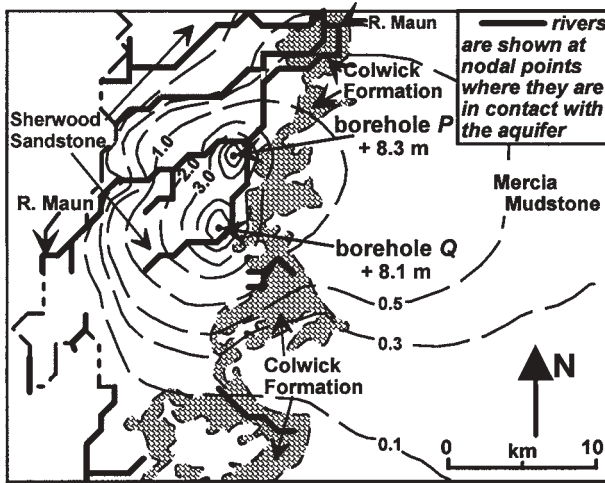 R. Maun
rivers
are shown at
nodal points
where they are
in contact with
the aquifer
Colwick
Formation
Sherwood
Sandstone
1.0
borehole P
+ 8.3 m
2.0
3.0
Mercia
Mudstone
R. Maun
borehole Q
+ 8.1 m
0.5
0.3
Colwick
Formation
N
0.1
0
km
10